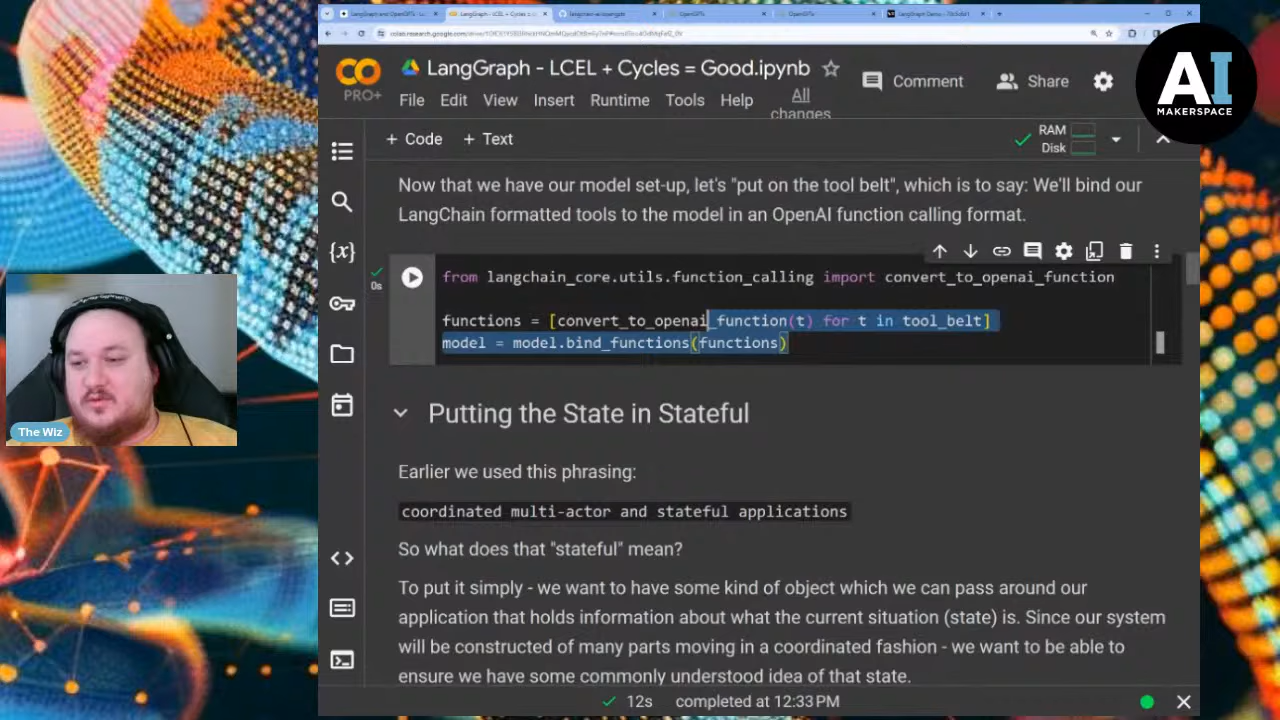 LangGraph - LCEL + Cycles = Good.ipynb
CO
PRO+
Comment
Share
File Edit View Insert Runtime Tools Help
All changes
AI
MAKERSPACE
+ Code + Text
RAM
Disk
Now that we have our model set-up, let's "put on the tool belt", which is to say: We'll bind our
LangChain formatted tools to the model in an OpenAI function calling format.
0s
from langchain_core.utils.function_calling import convert_to_openai_function
functions = [convert_to_openai_function(t) for t in tool_belt]
model = model.bind_functions(functions)
Putting the State in Stateful
The Wiz
Earlier we used this phrasing:
coordinated multi-actor and stateful applications
So what does that "stateful" mean?
To put it simply - we want to have some kind of object which we can pass around our
application that holds information about what the current situation (state) is. Since our system
will be constructed of many parts moving in a coordinated fashion - we want to be able to
ensure we have some commonly understood idea of that state.
12s completed at 12:33 PM